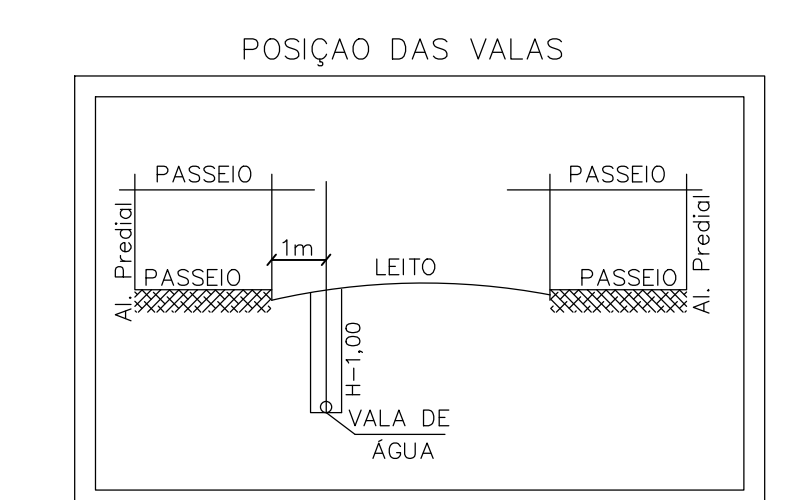 POSIÇAO DAS VALAS
PASSEIO
PASSEIO
Al. Predial
1m
LEITO
PASSEIO
PASSEIO
Al. Predial
H-1,00
VALA DE
ÁGUA